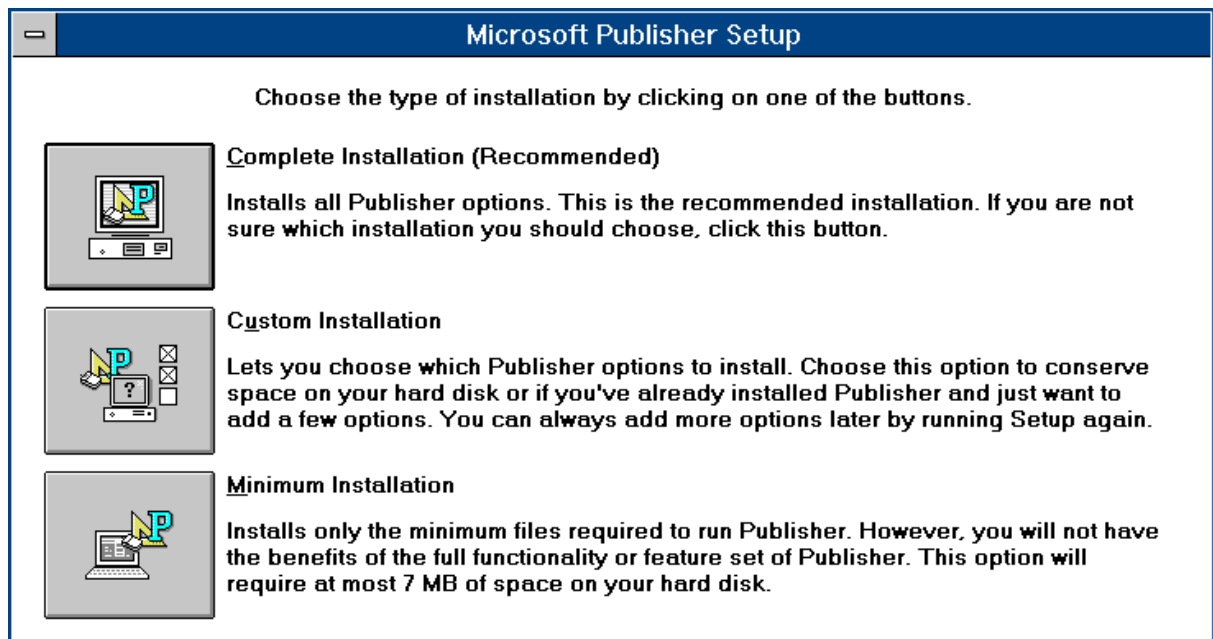 Microsoft Publisher Setup
Choose the type of installation by clicking on one of the buttons.
Complete Installation (Recommended)
Installs all Publisher options. This is the recommended installation. If you are not
sure which installation you should choose, click this button.
Custom Installation
Lets you choose which Publisher options to install. Choose this option to conserve
space on your hard disk or if you've already installed Publisher and just want to
add a few options. You can always add more options later by running Setup again.
Minimum Installation
Installs only the minimum files required to run Publisher. However, you will not have
the benefits of the full functionality or feature set of Publisher. This option will
require at most 7 MB of space on your hard disk.